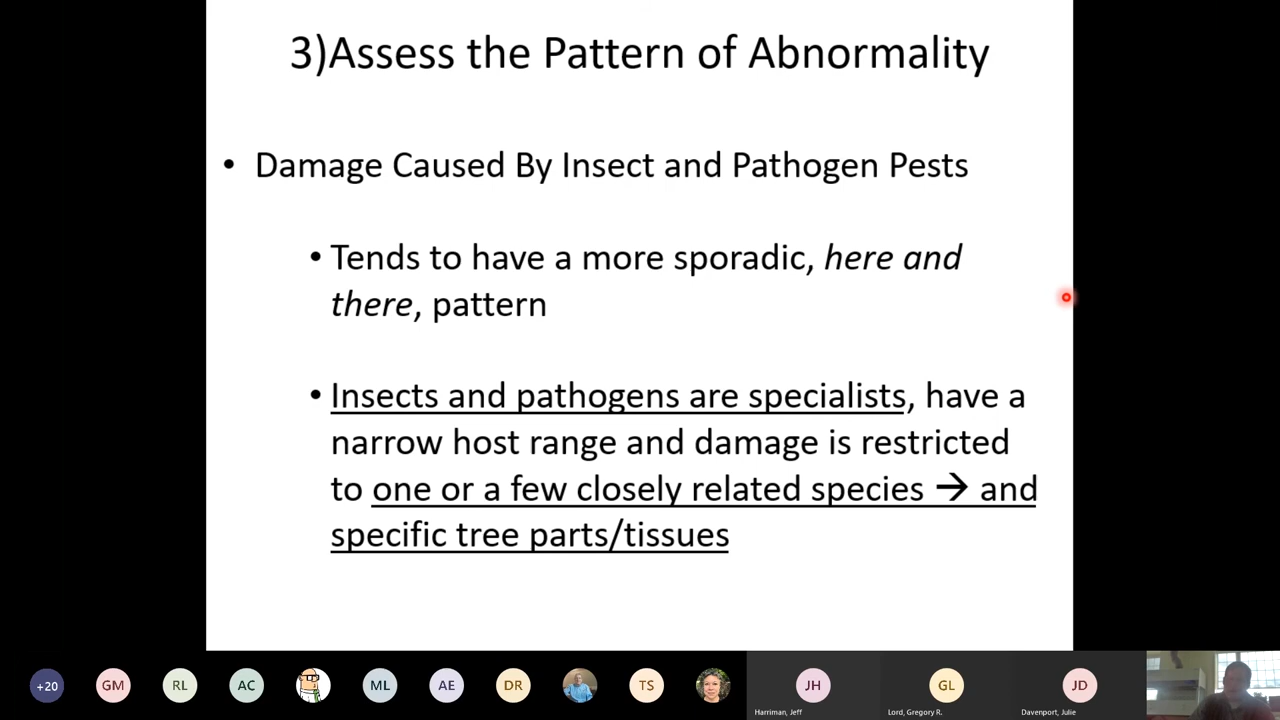 3)Assess the Pattern of Abnormality
• Damage Caused By Insect and Pathogen Pests
• Tends to have a more sporadic, here and
there, pattern
• Insects and pathogens are specialists, have a
narrow host range and damage is restricted
to one or a few closely related species → and
specific tree parts/tissues
+20 GM RL AC ML AE DR TS JH GL JD
Harriman, Jeff Lord, Gregory R. Davenport, Julie